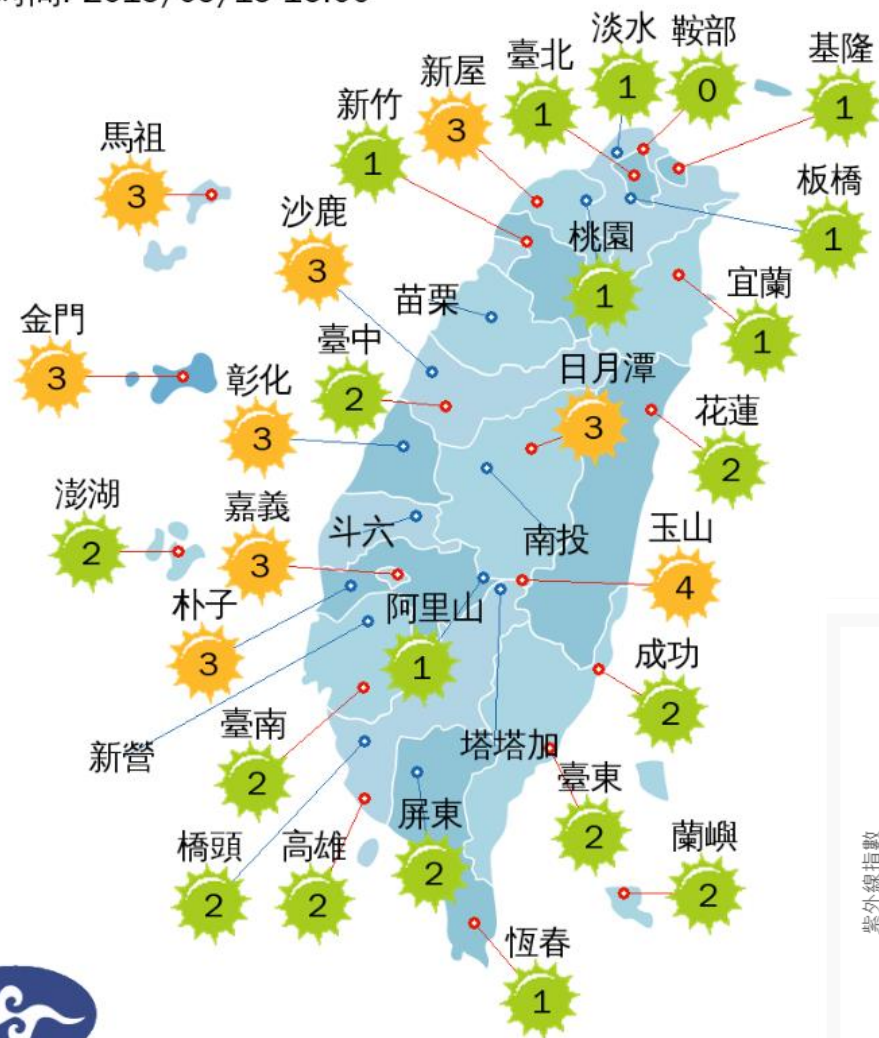 淡水
鞍部
臺北
基隆
新屋
3
1
1
0
1
新竹
1
馬祖
3
板橋
1
沙鹿
3
桃園
1
苗栗
宜蘭
1
金門
3
臺中
2
彰化
3
日月潭
3
花蓮
2
澎湖
2
嘉義
3
斗六
南投
玉山
4
朴子
3
阿里山
1
成功
2
新營
臺南
2
塔塔加
臺東
2
橋頭
2
高雄
2
屏東
2
蘭嶼
2
恆春
1
紫外線指數